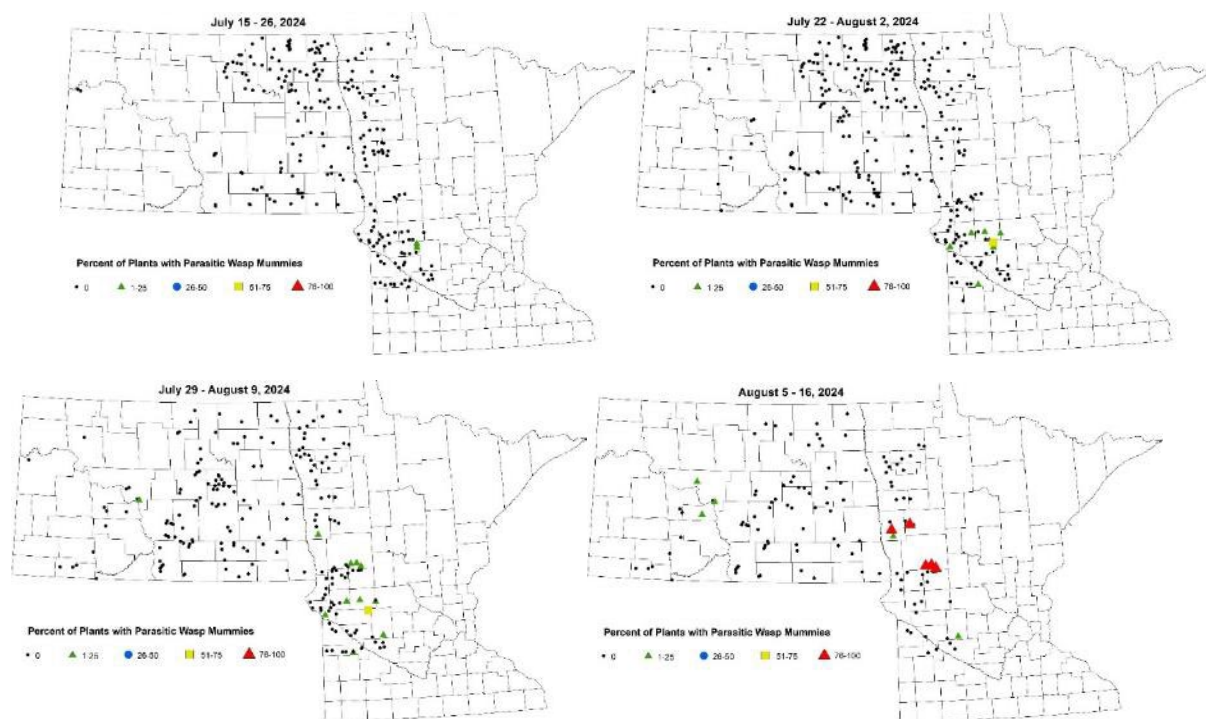 July 15 - 26, 2024
Percent of Plants with Parasitic Wasp Mummies
0 1-25 26-50 51-75 76-100
July 22 - August 2, 2024
Percent of Plants with Parasitic Wasp Mummies
0 1-25 26-50 51-75 76-100
July 29 - August 9, 2024
Percent of Plants with Parasitic Wasp Mummies
0 1-25 26-50 51-75 76-100
August 5 - 16, 2024
Percent of Plants with Parasitic Wasp Mummies
0 1-25 26-50 51-75 76-100